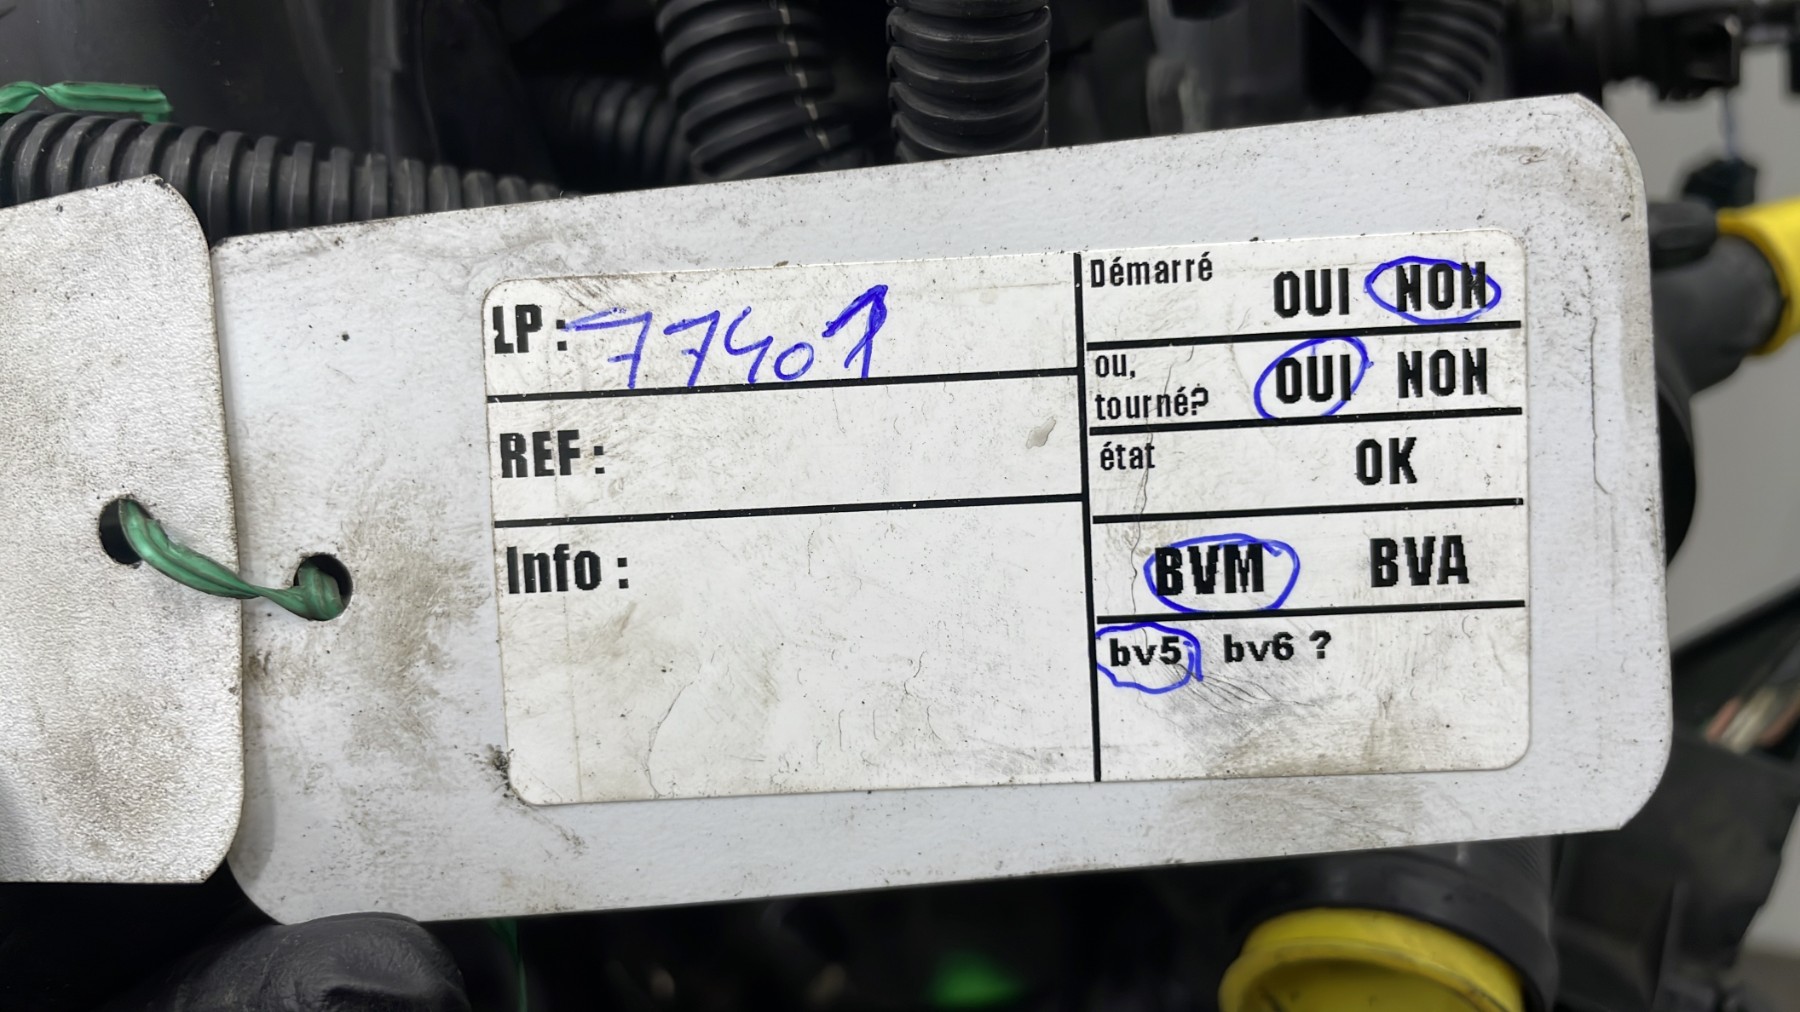 LP : 77401
REF :
Info :
Démarré OUI NON
ou,
tourné? OUI NON
état OK
BVM BVA
bv5 bv6 ?